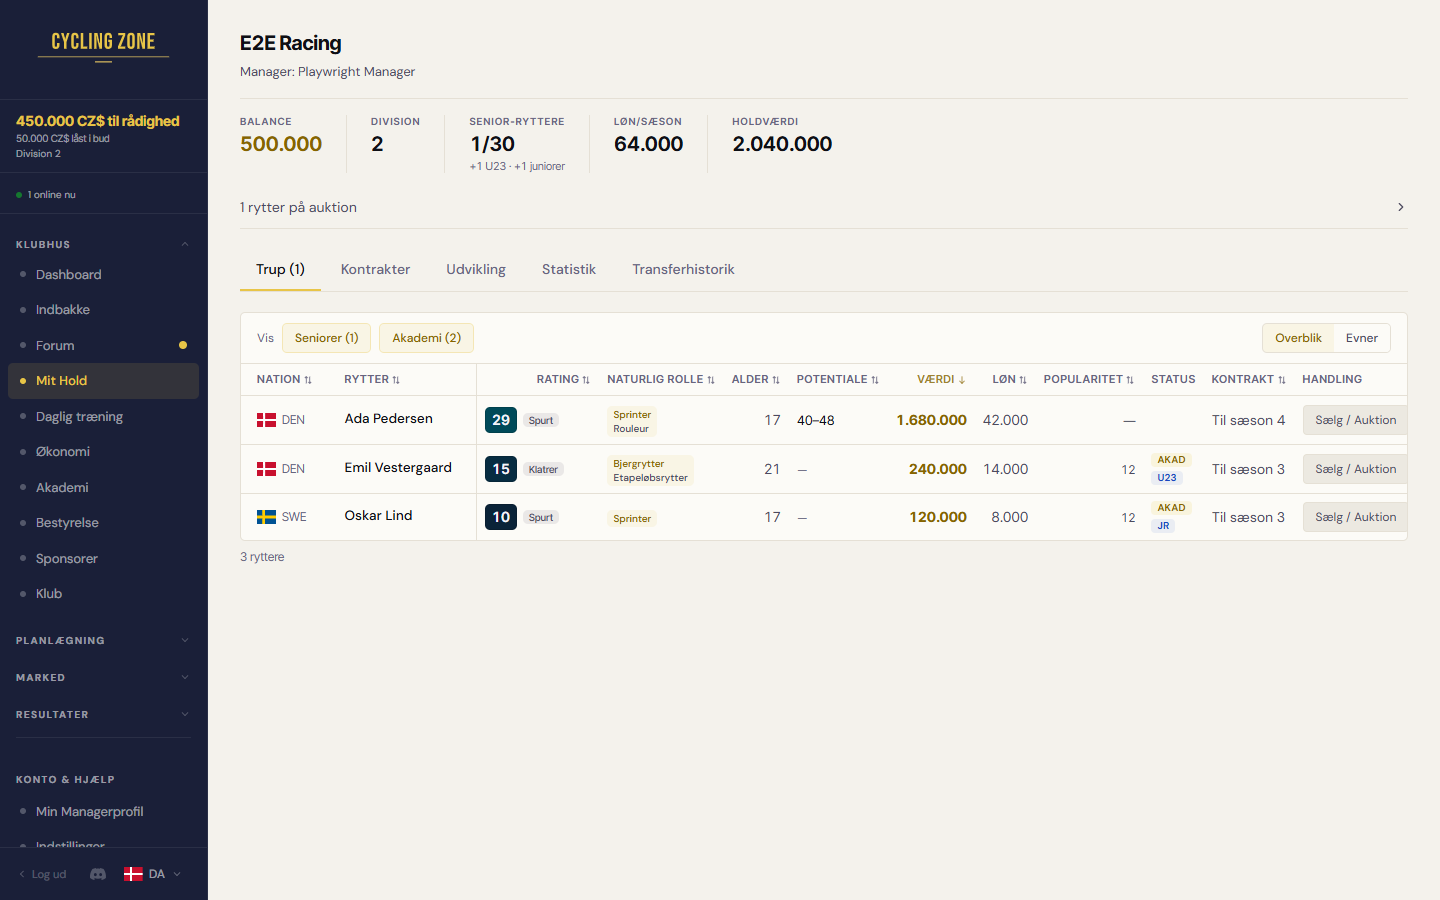 CYCLING ZONE
450.000 CZ$ til rådighed
50.000 CZ$ låst i bud
Division 2
1 online nu
KLUBHUS
Dashboard
Indbakke
Forum
Mit Hold
Daglig træning
Økonomi
Akademi
Bestyrelse
Sponsorer
Klub
PLANLÆGNING
MARKED
RESULTATER
KONTO & HJÆLP
Min Managerprofil
Indstillinger
Log ud
DA
E2E Racing
Manager: Playwright Manager
BALANCE DIVISION SENIOR-RYTTERE LØN/SÆSON HOLDVÆRDI
500.000 2 1/30 64.000 2.040.000
+1 U23 · +1 juniorer
1 rytter på auktion
Trup (1) Kontrakter Udvikling Statistik Transferhistorik
Vis Seniorer (1) Akademi (2) Overblik Evner
NATION ⇅ RYTTER ⇅ RATING ⇅ NATURLIG ROLLE ⇅ ALDER ⇅ POTENTIALE ⇅ VÆRDI ↓ LØN ⇅ POPULARITET ⇅ STATUS KONTRAKT ⇅ HANDLING
DEN Ada Pedersen 29 Spurt Sprinter Rouleur 17 40–48 1.680.000 42.000 — Til sæson 4 Sælg / Auktion
DEN Emil Vestergaard 15 Klatrer Bjergrytter Etapeløbsrytter 21 – 240.000 14.000 12 AKAD U23 Til sæson 3 Sælg / Auktion
SWE Oskar Lind 10 Spurt Sprinter 17 – 120.000 8.000 12 AKAD JR Til sæson 3 Sælg / Auktion
3 ryttere